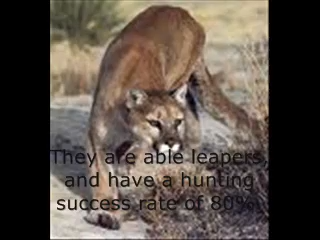 They are able leapers,
and have a hunting
success rate of 80%.